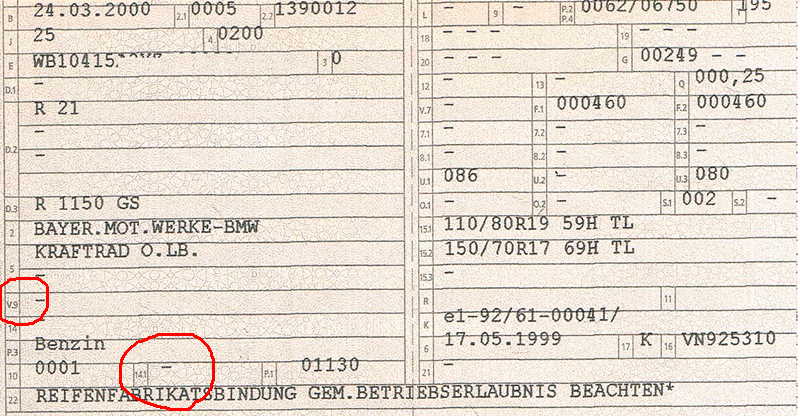 B 24.03.2000 2.1 0005 2.2 1390012
J 25 4 0200
E WB10415 3 0
D.1 -
R 21
-
D.2 -
D.3 R 1150 GS
2 BAYER.MOT.WERKE-BMW
KRAFTRAD O.LB.
5 -
V.9 -
14
P.3 Benzin
10 0001 14.1 - P.1 01130
22 REIFENFABRIKATSBINDUNG GEM.BETRIEBSERLAUBNIS BEACHTEN*
L - 9 - P.2 P.4 0062/06750 T 195
18 - - - 19 - - -
20 - - - G 00249 - -
12 - 13 - Q 000,25
V.7 - F.1 000460 F.2 000460
7.1 - 7.2 - 7.3 -
8.1 - 8.2 - 8.3 -
U.1 086 U.2 - U.3 080
O.1 - O.2 - S.1 002 S.2 -
15.1 110/80R19 59H TL
15.2 150/70R17 69H TL
15.3 -
R 11
K e1-92/61-00041/
6 17.05.1999 17 K 16 VN925310
21 -